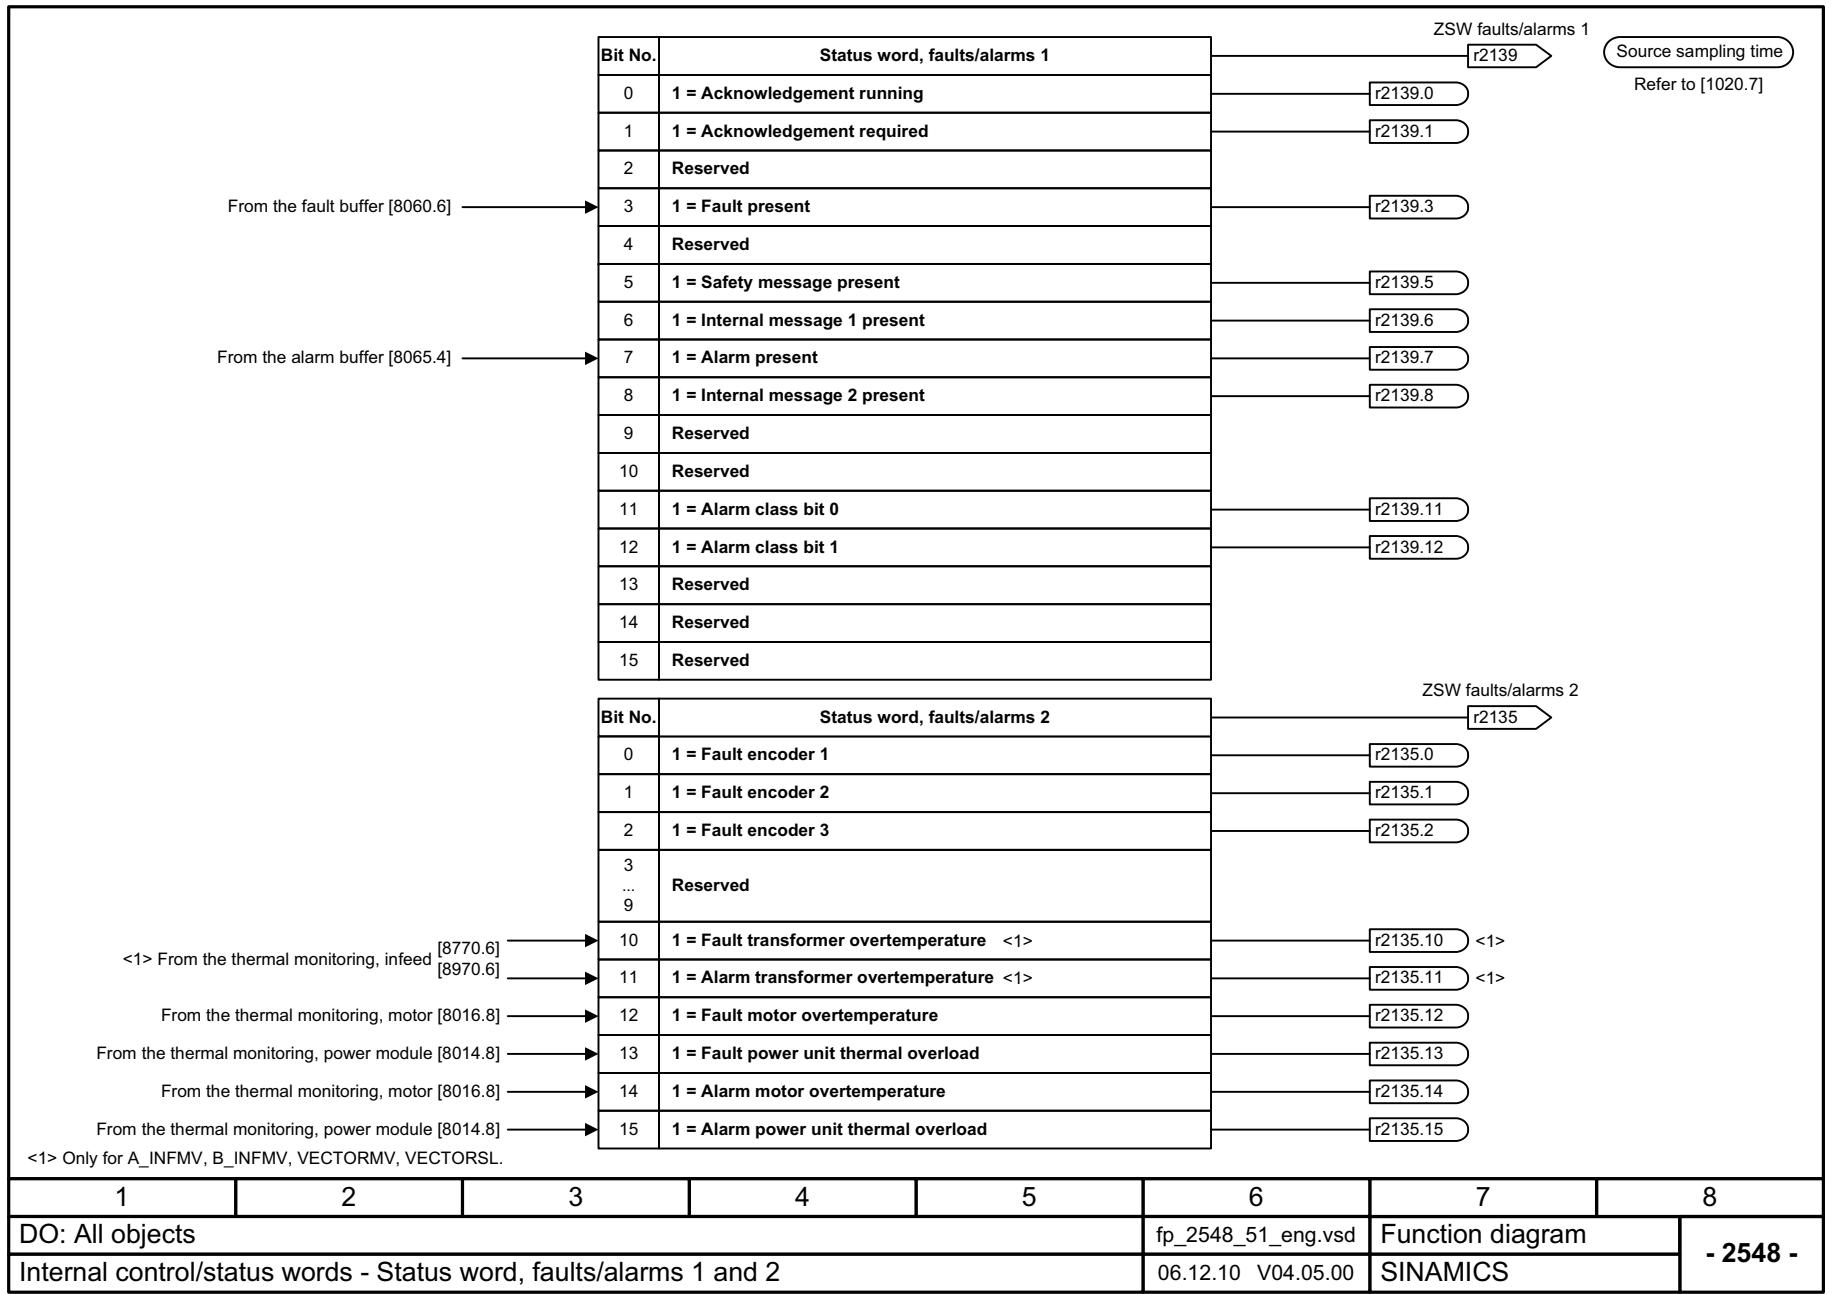 ZSW faults/alarms 1
Bit No. Status word, faults/alarms 1 r2139 Source sampling time
Refer to [1020.7]
0 1 = Acknowledgement running r2139.0
1 1 = Acknowledgement required r2139.1
2 Reserved
From the fault buffer [8060.6] 3 1 = Fault present r2139.3
4 Reserved
5 1 = Safety message present r2139.5
6 1 = Internal message 1 present r2139.6
From the alarm buffer [8065.4] 7 1 = Alarm present r2139.7
8 1 = Internal message 2 present r2139.8
9 Reserved
10 Reserved
11 1 = Alarm class bit 0 r2139.11
12 1 = Alarm class bit 1 r2139.12
13 Reserved
14 Reserved
15 Reserved
ZSW faults/alarms 2
Bit No. Status word, faults/alarms 2 r2135
0 1 = Fault encoder 1 r2135.0
1 1 = Fault encoder 2 r2135.1
2 1 = Fault encoder 3 r2135.2
3
... Reserved
9
[8770.6] 10 1 = Fault transformer overtemperature <1> r2135.10 <1>
<1> From the thermal monitoring, infeed
[8970.6] 11 1 = Alarm transformer overtemperature <1> r2135.11 <1>
From the thermal monitoring, motor [8016.8] 12 1 = Fault motor overtemperature r2135.12
From the thermal monitoring, power module [8014.8] 13 1 = Fault power unit thermal overload r2135.13
From the thermal monitoring, motor [8016.8] 14 1 = Alarm motor overtemperature r2135.14
From the thermal monitoring, power module [8014.8] 15 1 = Alarm power unit thermal overload r2135.15
<1> Only for A_INFMV, B_INFMV, VECTORMV, VECTORSL.
1 2 3 4 5 6 7 8
DO: All objects fp_2548_51_eng.vsd Function diagram - 2548 -
Internal control/status words - Status word, faults/alarms 1 and 2 06.12.10 V04.05.00 SINAMICS